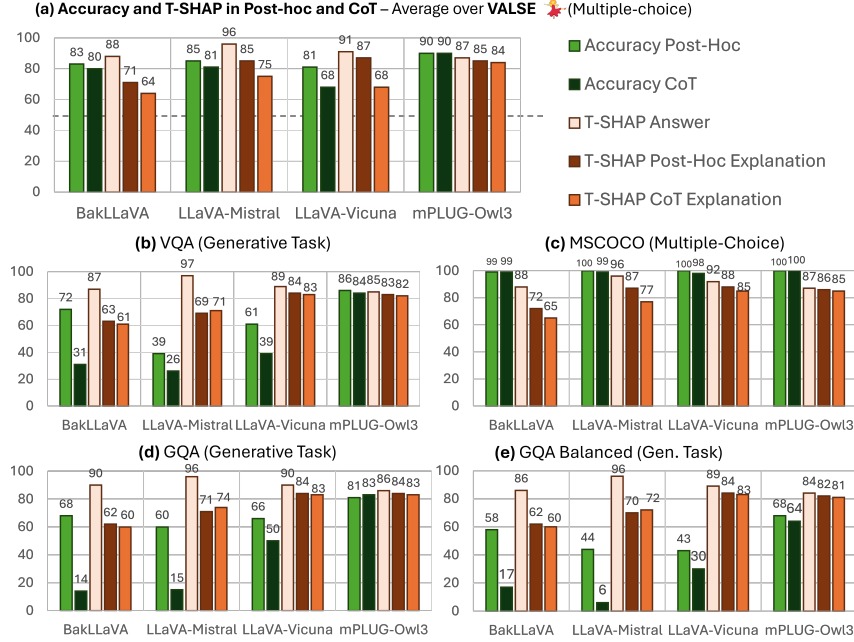 (a) Accuracy and T-SHAP in Post-hoc and CoT – Average over VALSE (Multiple-choice)
100
80
60
40
20
0
83 80 88 71 64
85 81 96 85 75
81 68 91 87 68
90 90 87 85 84
BakLLaVA LLaVA-Mistral LLaVA-Vicuna mPLUG-Owl3
Accuracy Post-Hoc
Accuracy CoT
T-SHAP Answer
T-SHAP Post-Hoc Explanation
T-SHAP CoT Explanation
(b) VQA (Generative Task)
100
80
60
40
20
0
72 31 87 63 61
39 26 97 69 71
61 39 89 84 83
86 84 85 83 82
BakLLaVA LLaVA-Mistral LLaVA-Vicuna mPLUG-Owl3
(c) MSCOCO (Multiple-Choice)
100
80
60
40
20
0
99 99 88 72 65
100 99 96 87 77
100 98 92 88 85
100 100 87 86 85
BakLLaVA LLaVA-Mistral LLaVA-Vicuna mPLUG-Owl3
(d) GQA (Generative Task)
100
80
60
40
20
0
68 14 90 62 60
60 15 96 71 74
66 50 90 84 83
81 83 86 84 83
BakLLaVA LLaVA-Mistral LLaVA-Vicuna mPLUG-Owl3
(e) GQA Balanced (Gen. Task)
100
80
60
40
20
0
58 17 86 62 60
44 6 96 70 72
43 30 89 84 83
68 64 84 82 81
BakLLaVA LLaVA-Mistral LLaVA-Vicuna mPLUG-Owl3